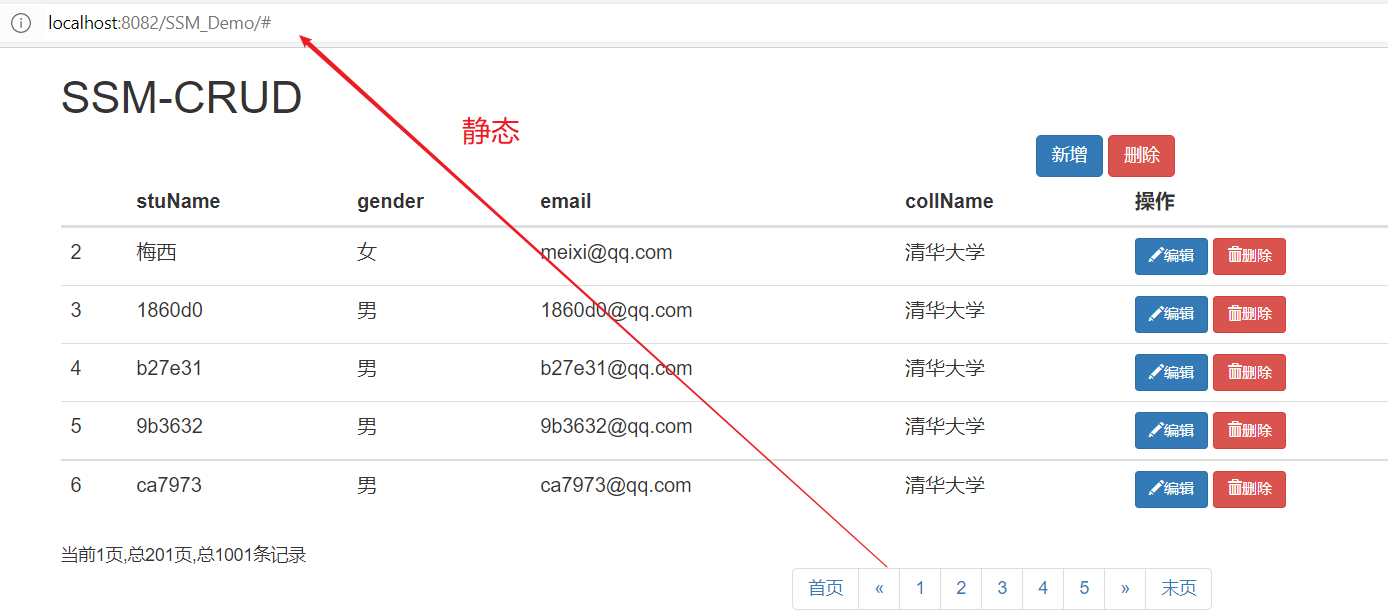 localhost:8082/SSM_Demo/#
SSM-CRUD
静态
新增 删除
stuName gender email collName 操作
2 梅西 女 meixi@qq.com 清华大学 编辑 删除
3 1860d0 男 1860d0@qq.com 清华大学 编辑 删除
4 b27e31 男 b27e31@qq.com 清华大学 编辑 删除
5 9b3632 男 9b3632@qq.com 清华大学 编辑 删除
6 ca7973 男 ca7973@qq.com 清华大学 编辑 删除
当前1页,总201页,总1001条记录
首页 « 1 2 3 4 5 » 末页